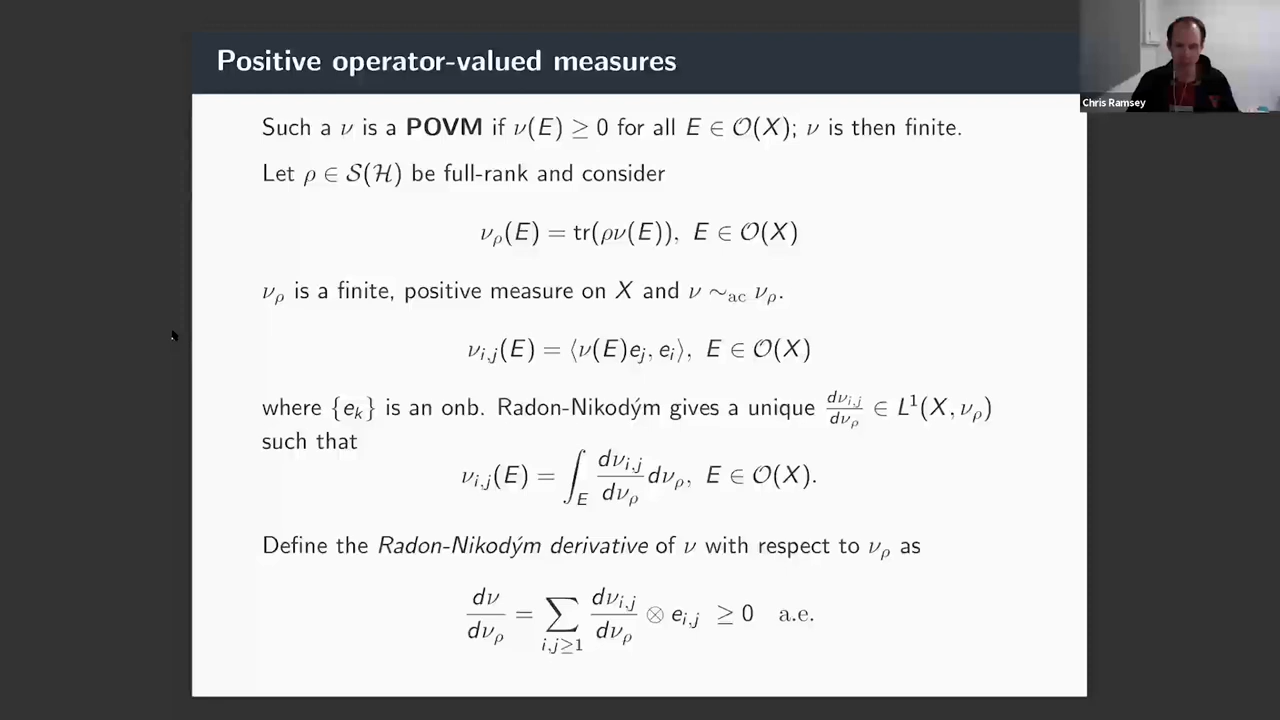 Positive operator-valued measures
Chris Ramsey
Such a ν is a POVM if ν(E) ≥ 0 for all E ∈ 𝒪(X); ν is then finite.
Let ρ ∈ 𝒮(ℋ) be full-rank and consider
ν_ρ(E) = tr(ρν(E)), E ∈ 𝒪(X)
ν_ρ is a finite, positive measure on X and ν ∼_ac ν_ρ.
ν_{i,j}(E) = ⟨ν(E)e_j, e_i⟩, E ∈ 𝒪(X)
where {e_k} is an onb. Radon-Nikodým gives a unique dν_{i,j}/dν_ρ ∈ L¹(X, ν_ρ)
such that
ν_{i,j}(E) = ∫_E dν_{i,j}/dν_ρ dν_ρ, E ∈ 𝒪(X).
Define the Radon-Nikodým derivative of ν with respect to ν_ρ as
dν/dν_ρ = ∑_{i,j≥1} dν_{i,j}/dν_ρ ⊗ e_{i,j} ≥ 0 a.e.